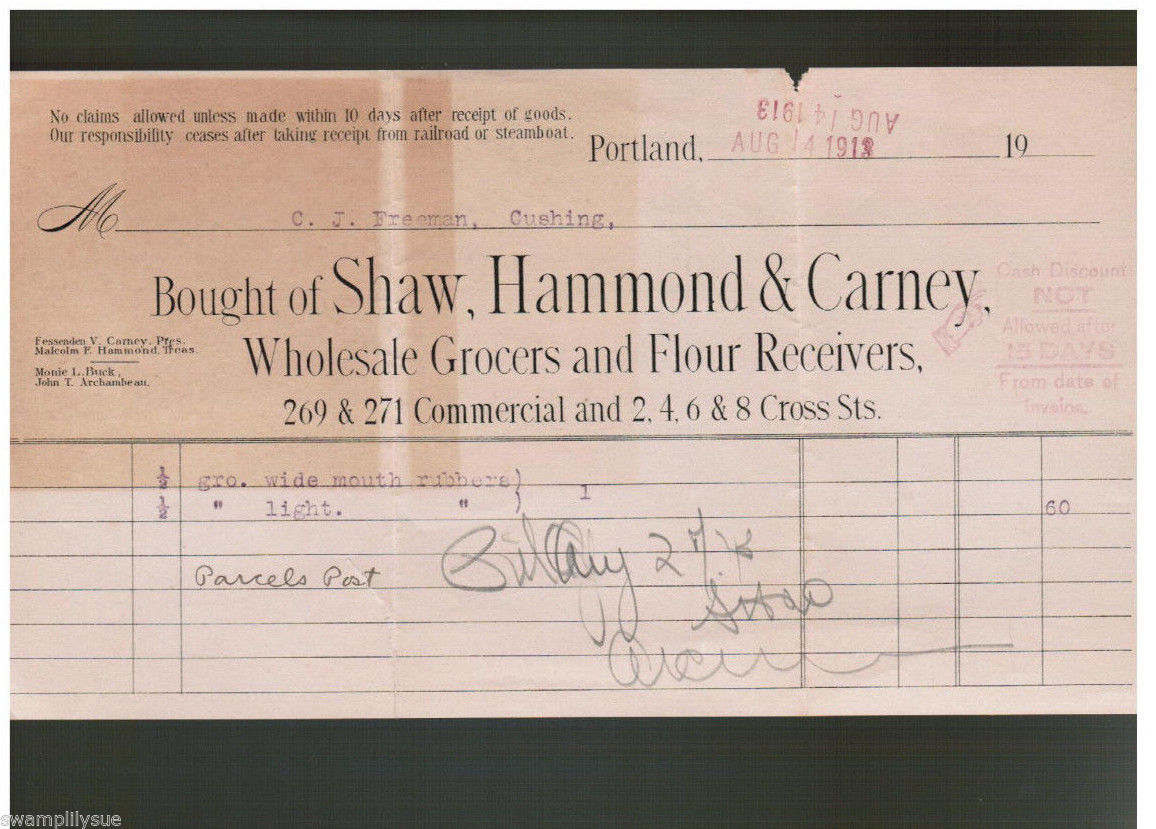 No claims allowed unless made within 10 days after receipt of goods.
Our responsibility ceases after taking receipt from railroad or steamboat.
AUG 14 1913
Portland, AUG 14 1913 19
M C. J. Freeman, Cushing,
Bought of Shaw, Hammond & Carney,
Cash Discount
NOT
Allowed after
15 DAYS
From date of
invoice.
Fessenden V. Carney, Pres.
Malcolm F. Hammond, Treas.
Monie L. Buck,
John T. Archambeau.
Wholesale Grocers and Flour Receivers,
269 & 271 Commercial and 2, 4, 6 & 8 Cross Sts.
½ gro. wide mouth rubbers) 1
½ " light. " ) 60
Parcels Post
Aug 27/13
swamplilysue